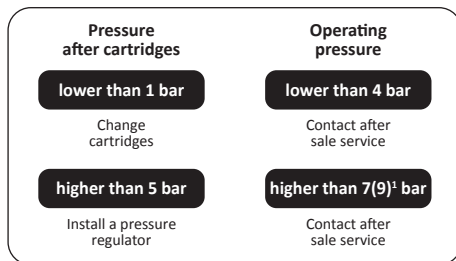 Pressure
after cartridges
lower than 1 bar
Change
cartridges
higher than 5 bar
Install a pressure
regulator
Operating
pressure
lower than 4 bar
Contact after
sale service
higher than 7(9)¹ bar
Contact after
sale service